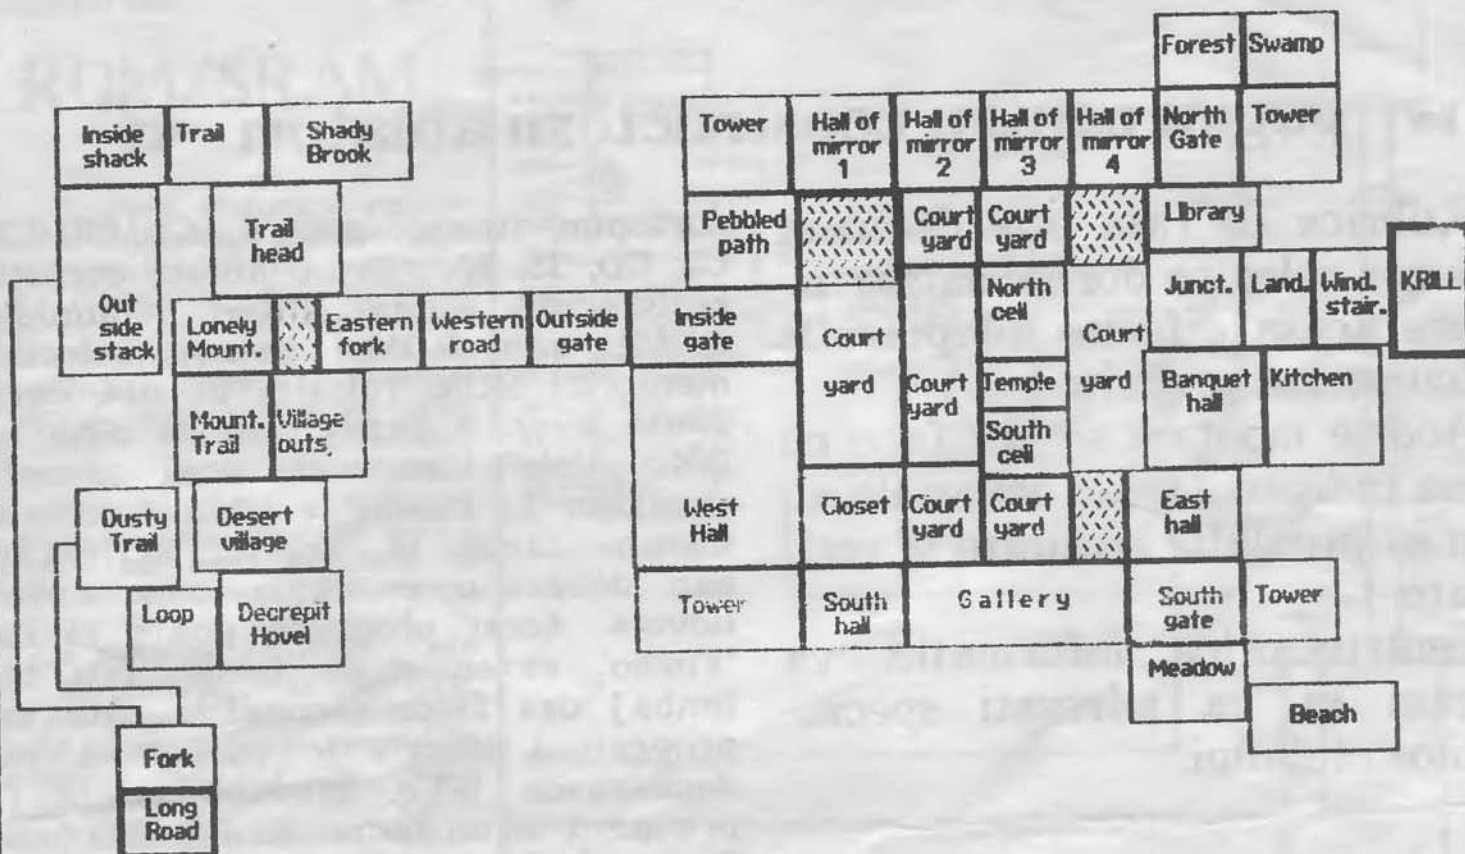 Forest
Swamp
Inside
shack
Trail
Shady
Brook
Tower
Hall of
mirror
1
Hall of
mirror
2
Hall of
mirror
3
Hall of
mirror
4
North
Gate
Tower
Trail
head
Pebbled
path
Court
yard
Court
yard
Library
Out
side
stack
Lonely
Mount.
Eastern
fork
Western
road
Outside
gate
Inside
gate
Court
yard
North
cell
Court
yard
Junct.
Land.
Wind.
stair.
KRILL
Mount.
Trail
Village
outs.
Court
yard
Temple
South
cell
Banquet
hall
Kitchen
Dusty
Trail
Desert
village
West
Hall
Closet
Court
yard
Court
yard
East
hall
Loop
Decrepit
Hovel
Tower
South
hall
Gallery
South
gate
Tower
Meadow
Beach
Fork
Long
Road